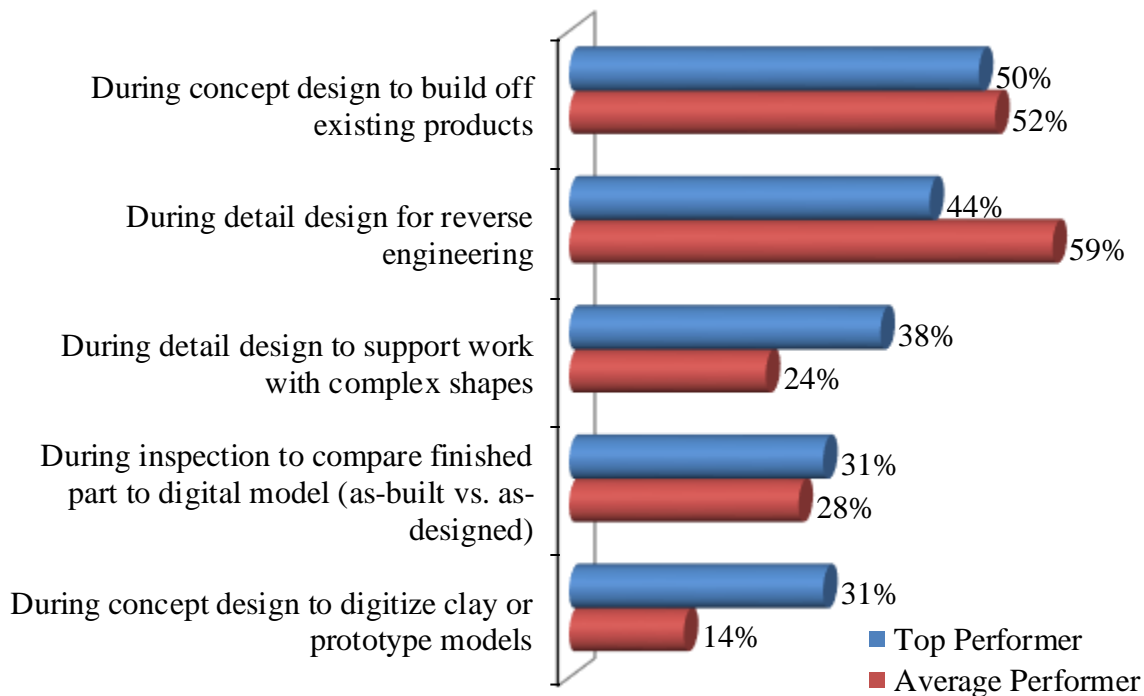 During concept design to build off
existing products
50%
52%
During detail design for reverse
engineering
44%
59%
During detail design to support work
with complex shapes
38%
24%
During inspection to compare finished
part to digital model (as-built vs. as-
designed)
31%
28%
During concept design to digitize clay or
prototype models
31%
14%
Top Performer
Average Performer